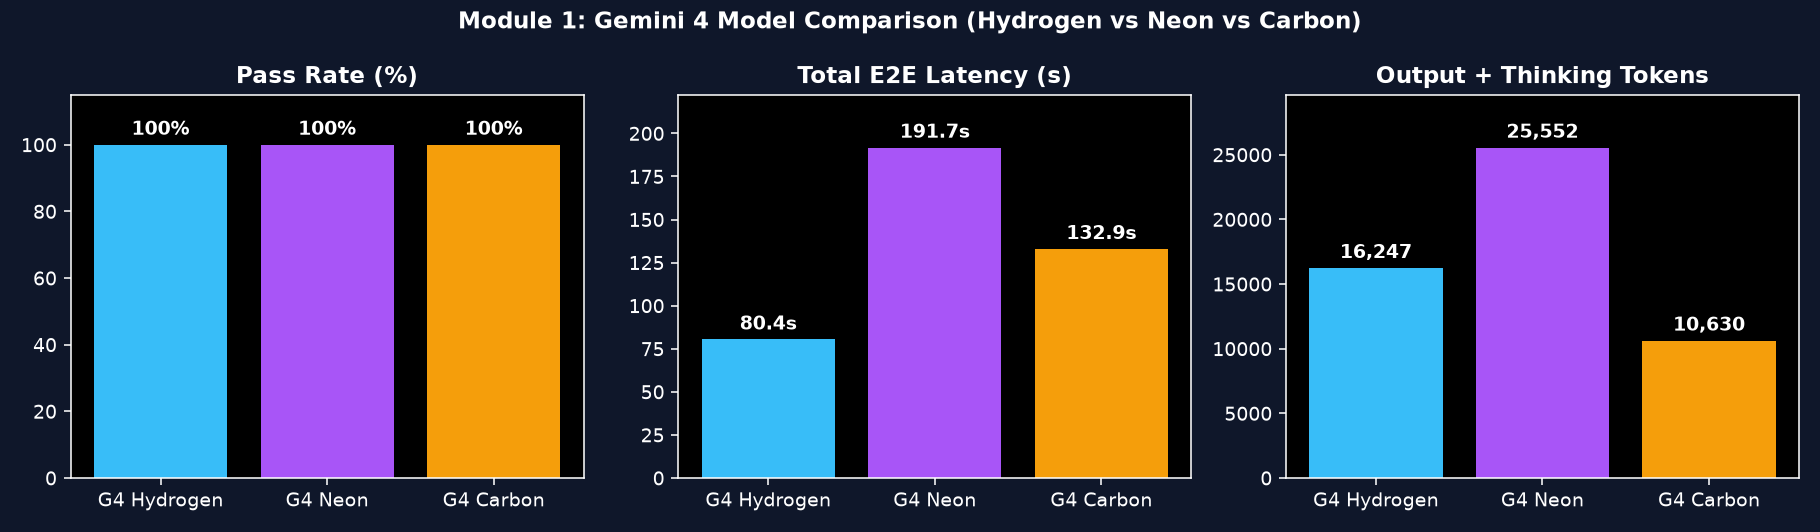 Module 1: Gemini 4 Model Comparison (Hydrogen vs Neon vs Carbon)
Pass Rate (%)
100%
100%
100%
100
80
60
40
20
0
G4 Hydrogen
G4 Neon
G4 Carbon
Total E2E Latency (s)
200
175
150
125
100
75
50
25
0
80.4s
191.7s
132.9s
G4 Hydrogen
G4 Neon
G4 Carbon
Output + Thinking Tokens
25000
20000
15000
10000
5000
0
16,247
25,552
10,630
G4 Hydrogen
G4 Neon
G4 Carbon